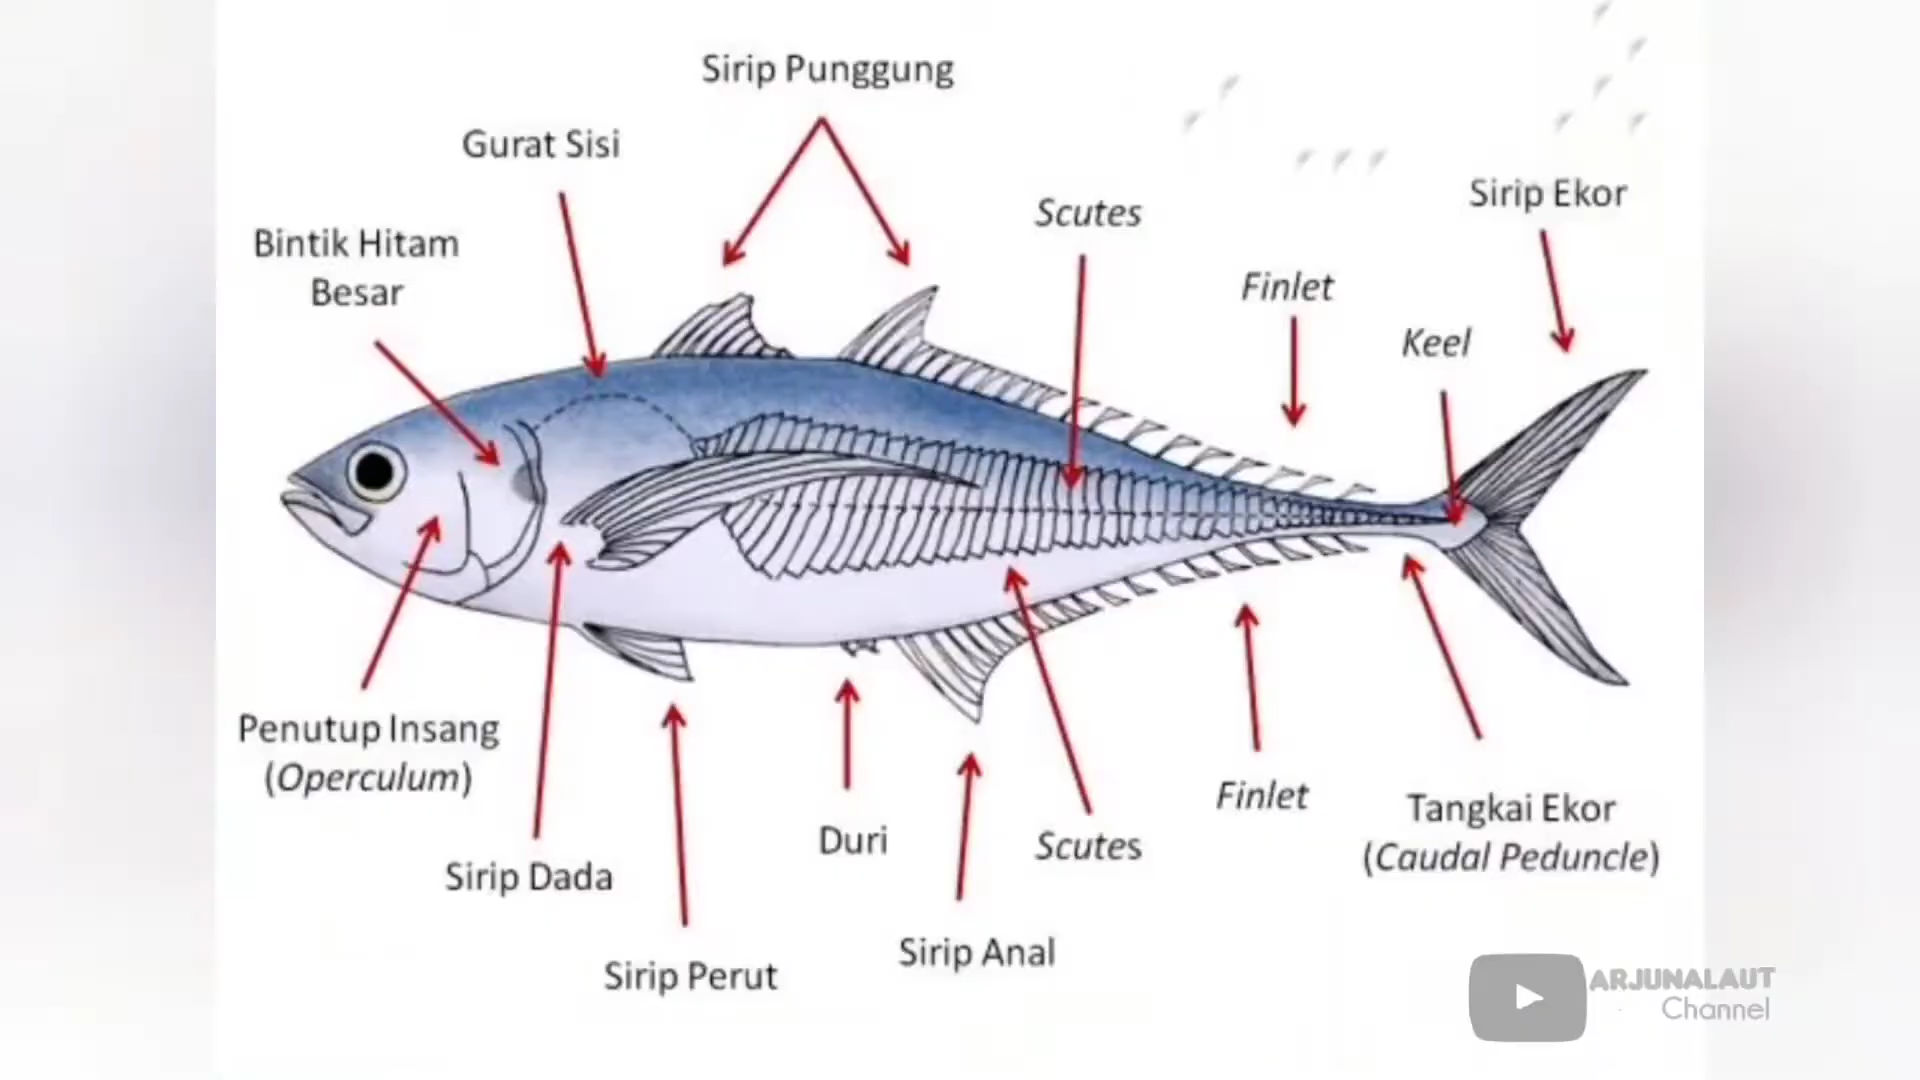 Sirip Punggung
Gurat Sisi
Scutes
Sirip Ekor
Bintik Hitam
Besar
Finlet
Keel
Penutup Insang
(Operculum)
Sirip Dada
Sirip Perut
Duri
Sirip Anal
Scutes
Finlet
Tangkai Ekor
(Caudal Peduncle)
ARJUNALAUT
Channel